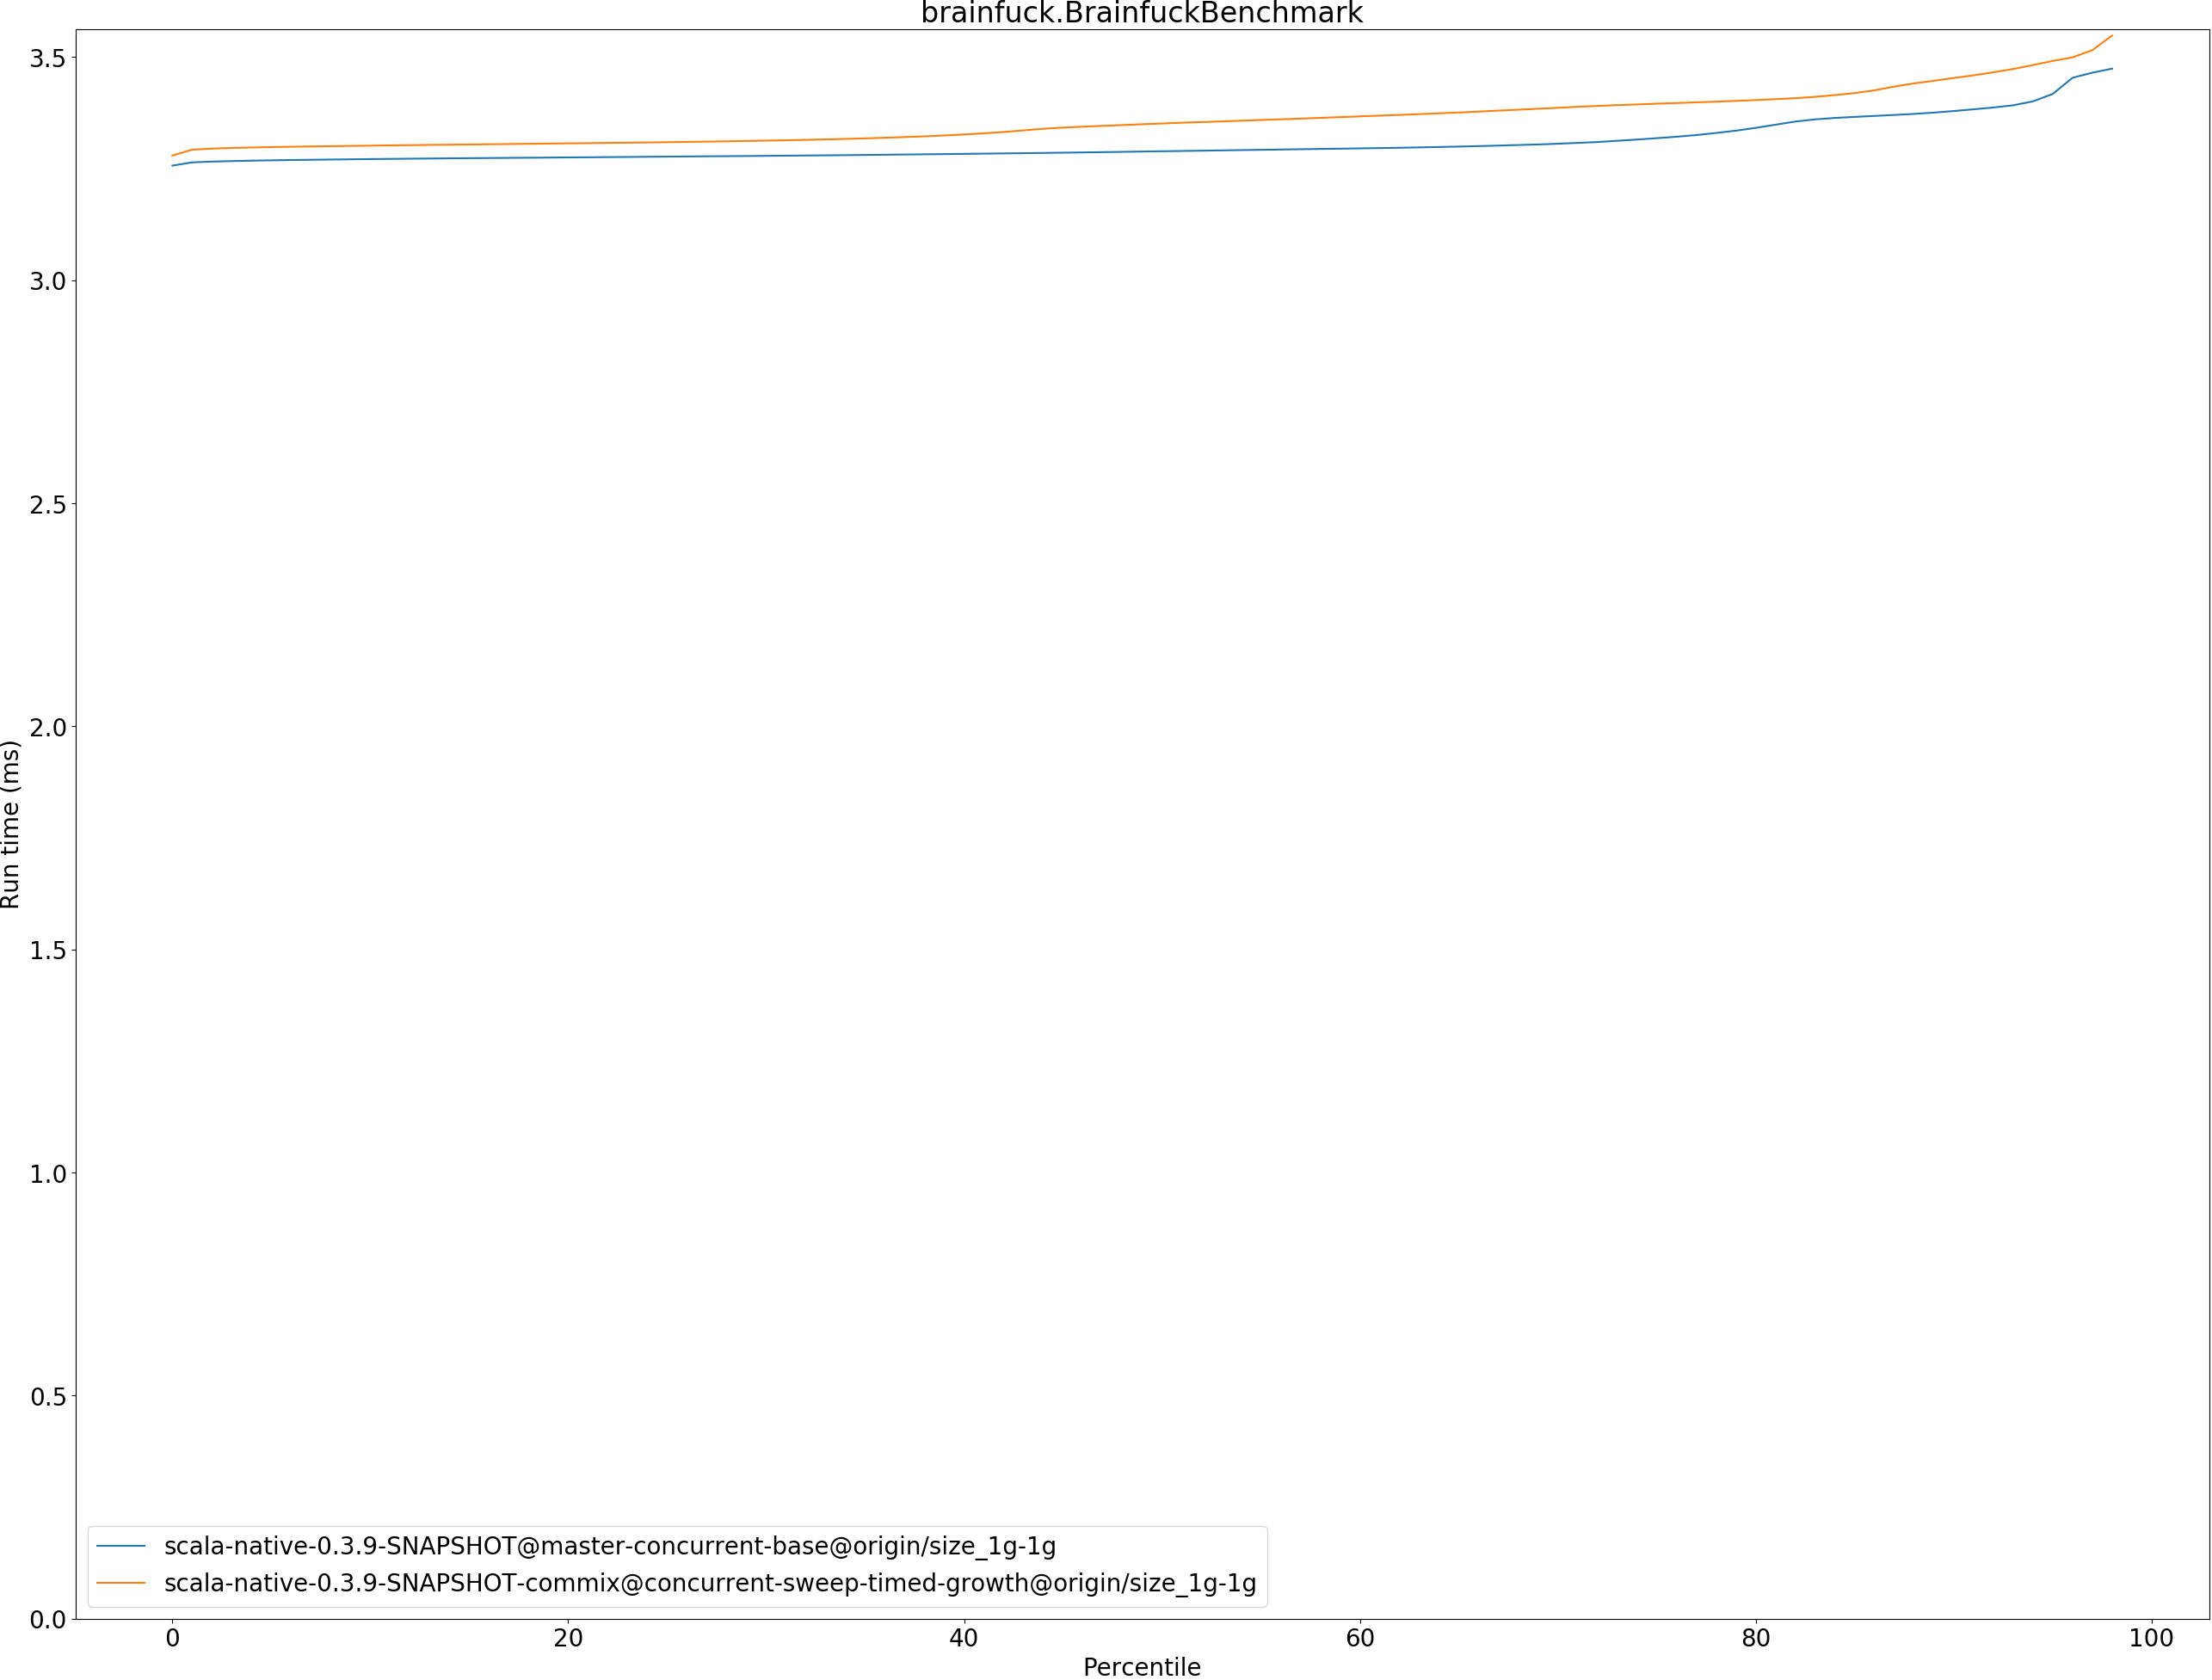 brainfuck.BrainfuckBenchmark
3.5
3.0
2.5
2.0
1.5
1.0
0.5
0.0
Run time (ms)
scala-native-0.3.9-SNAPSHOT@master-concurrent-base@origin/size_1g-1g
scala-native-0.3.9-SNAPSHOT-commix@concurrent-sweep-timed-growth@origin/size_1g-1g
0 20 40 60 80 100
Percentile